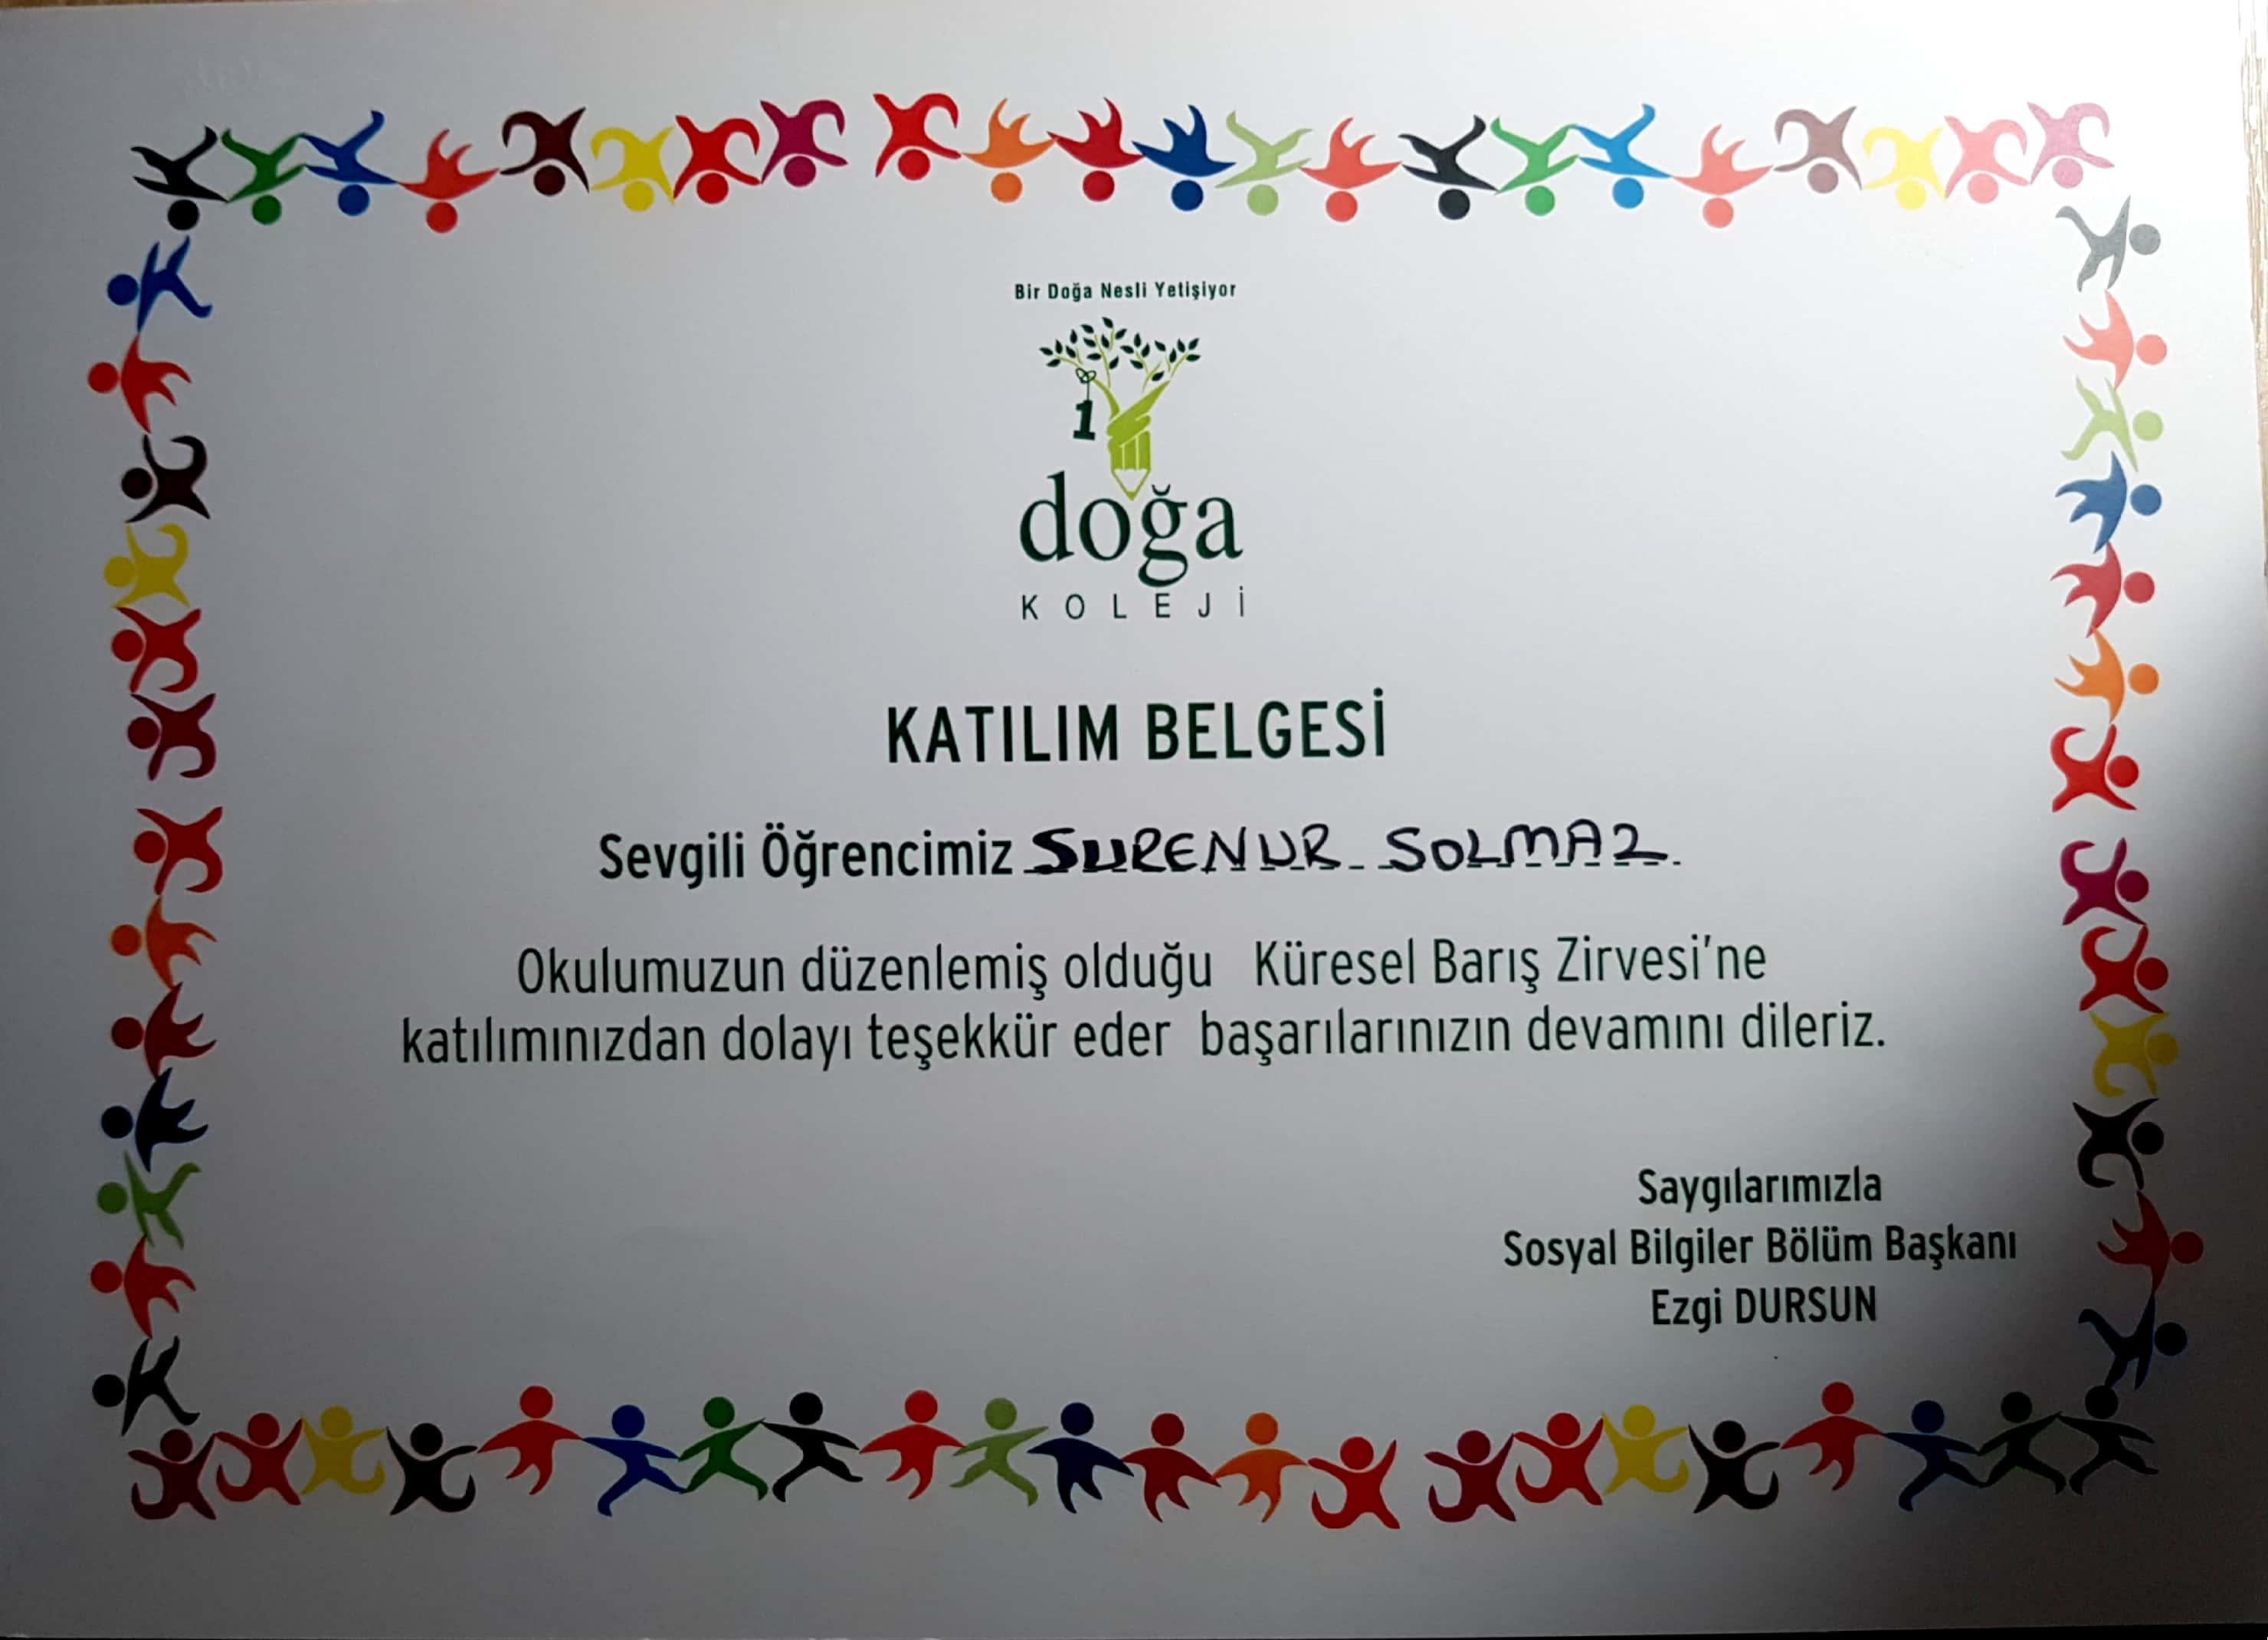 Bir Doğa Nesli Yetişiyor
1
doğa
KOLEJİ
KATILIM BELGESİ
Sevgili Öğrencimiz SURENUR SOLMAZ
Okulumuzun düzenlemiş olduğu Küresel Barış Zirvesi'ne
katılımınızdan dolayı teşekkür eder başarılarınızın devamını dileriz.
Saygılarımızla
Sosyal Bilgiler Bölüm Başkanı
Ezgi DURSUN